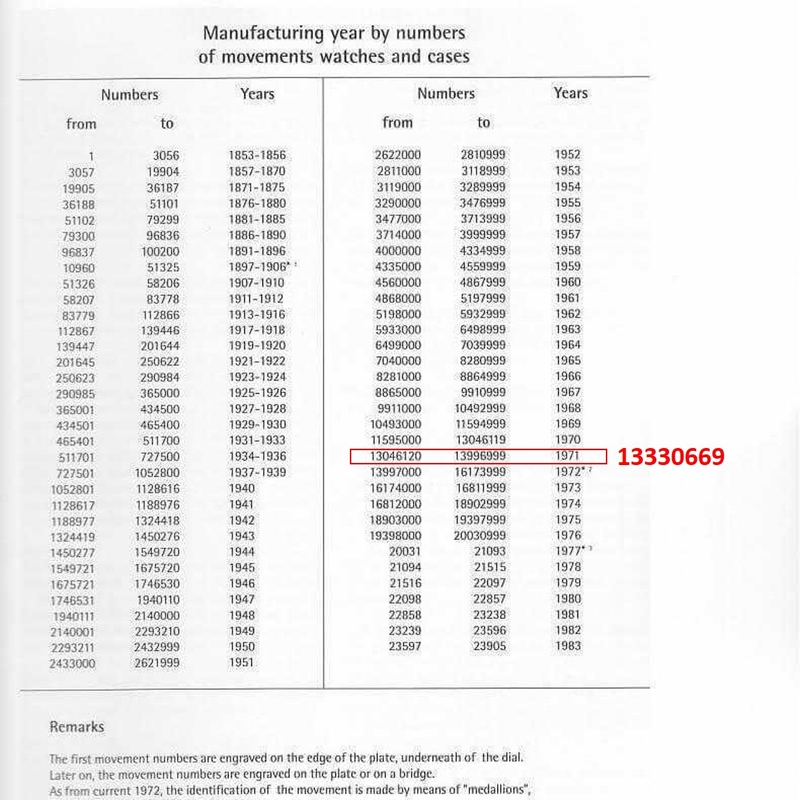 Manufacturing year by numbers
of movements watches and cases
Numbers Years
from to
1 3056 1853-1856
3057 19904 1857-1870
19905 36187 1871-1875
36188 51101 1876-1880
51102 79299 1881-1885
79300 96836 1886-1890
96837 100200 1891-1896
10960 51325 1897-1906* ¹
51326 58206 1907-1910
58207 83778 1911-1912
83779 112866 1913-1916
112867 139446 1917-1918
139447 201644 1919-1920
201645 250622 1921-1922
250623 290984 1923-1924
290985 365000 1925-1926
365001 434500 1927-1928
434501 465400 1929-1930
465401 511700 1931-1933
511701 727500 1934-1936
727501 1052800 1937-1939
1052801 1128616 1940
1128617 1188976 1941
1188977 1324418 1942
1324419 1450276 1943
1450277 1549720 1944
1549721 1675720 1945
1675721 1746530 1946
1746531 1940110 1947
1940111 2140000 1948
2140001 2293210 1949
2293211 2432999 1950
2433000 2621999 1951
Numbers Years
from to
2622000 2810999 1952
2811000 3118999 1953
3119000 3289999 1954
3290000 3476999 1955
3477000 3713999 1956
3714000 3999999 1957
4000000 4334999 1958
4335000 4559999 1959
4560000 4867999 1960
4868000 5197999 1961
5198000 5932999 1962
5933000 6498999 1963
6499000 7039999 1964
7040000 8280999 1965
8281000 8864999 1966
8865000 9910999 1967
9911000 10492999 1968
10493000 11594999 1969
11595000 13046119 1970
13046120 13996999 1971 13330669
13997000 16173999 1972* ²
16174000 16811999 1973
16812000 18902999 1974
18903000 19397999 1975
19398000 20030999 1976
20031 21093 1977* ³
21094 21515 1978
21516 22097 1979
22098 22857 1980
22858 23238 1981
23239 23596 1982
23597 23905 1983
Remarks
The first movement numbers are engraved on the edge of the plate, underneath of the dial.
Later on, the movement numbers are engraved on the plate or on a bridge.
As from current 1972, the identification of the movement is made by means of "medallions",